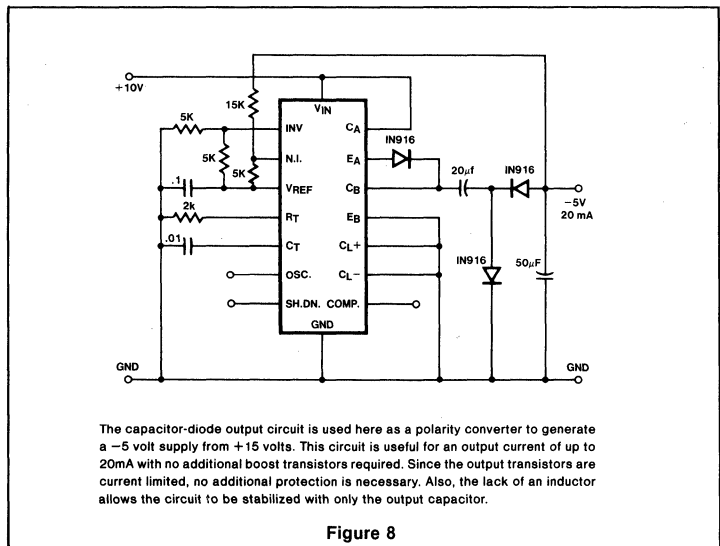 +10V
15K
VIN
5K
INV
CA
IN916
5K
N.I.
EA
20µf
IN916
5K
VREF
CB
.1
−5V
20 mA
2k
RT
EB
.01
CT
CL+
IN916
50µF
OSC.
CL−
SH.DN. COMP.
GND
GND
GND
The capacitor-diode output circuit is used here as a polarity converter to generate
a −5 volt supply from +15 volts. This circuit is useful for an output current of up to
20mA with no additional boost transistors required. Since the output transistors are
current limited, no additional protection is necessary. Also, the lack of an inductor
allows the circuit to be stabilized with only the output capacitor.
Figure 8